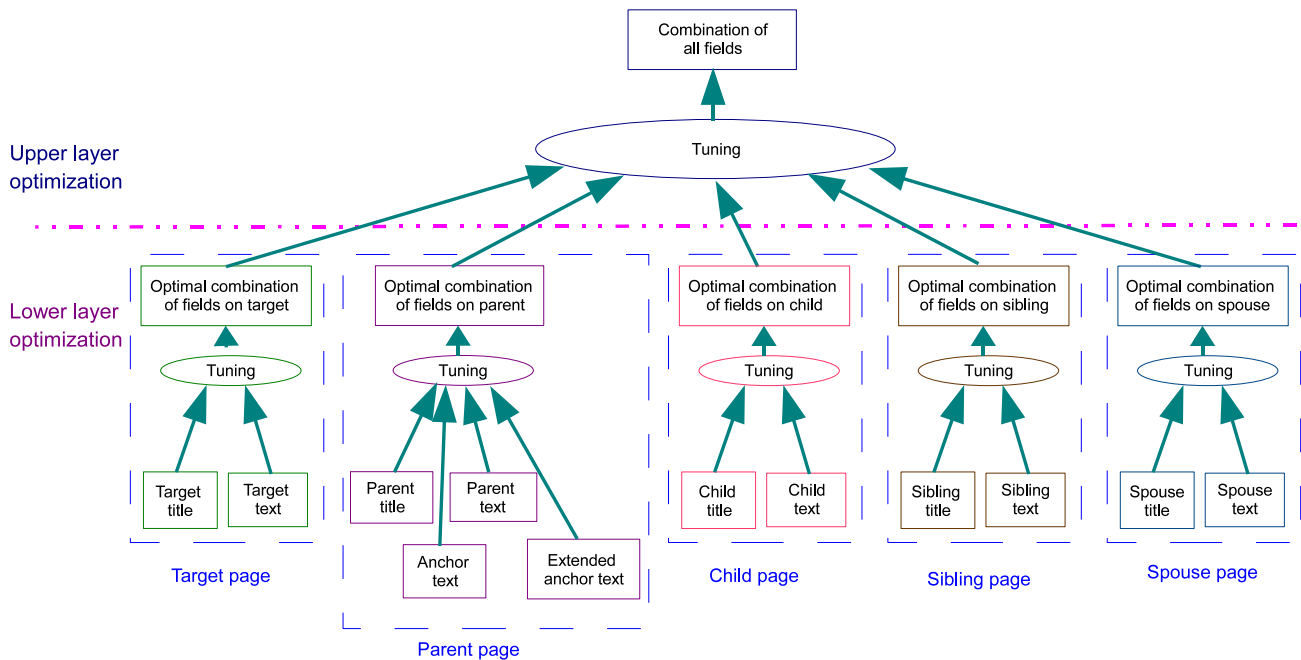 Combination of
all fields
Tuning
Upper layer
optimization
Lower layer
optimization
Optimal combination
of fields on target
Optimal combination
of fields on parent
Optimal combination
of fields on child
Optimal combination
of fields on sibling
Optimal combination
of fields on spouse
Tuning
Tuning
Tuning
Tuning
Tuning
Target
title
Target
text
Parent
title
Parent
text
Anchor
text
Extended
anchor text
Child
title
Child
text
Sibling
title
Sibling
text
Spouse
title
Spouse
text
Target page
Parent page
Child page
Sibling page
Spouse page